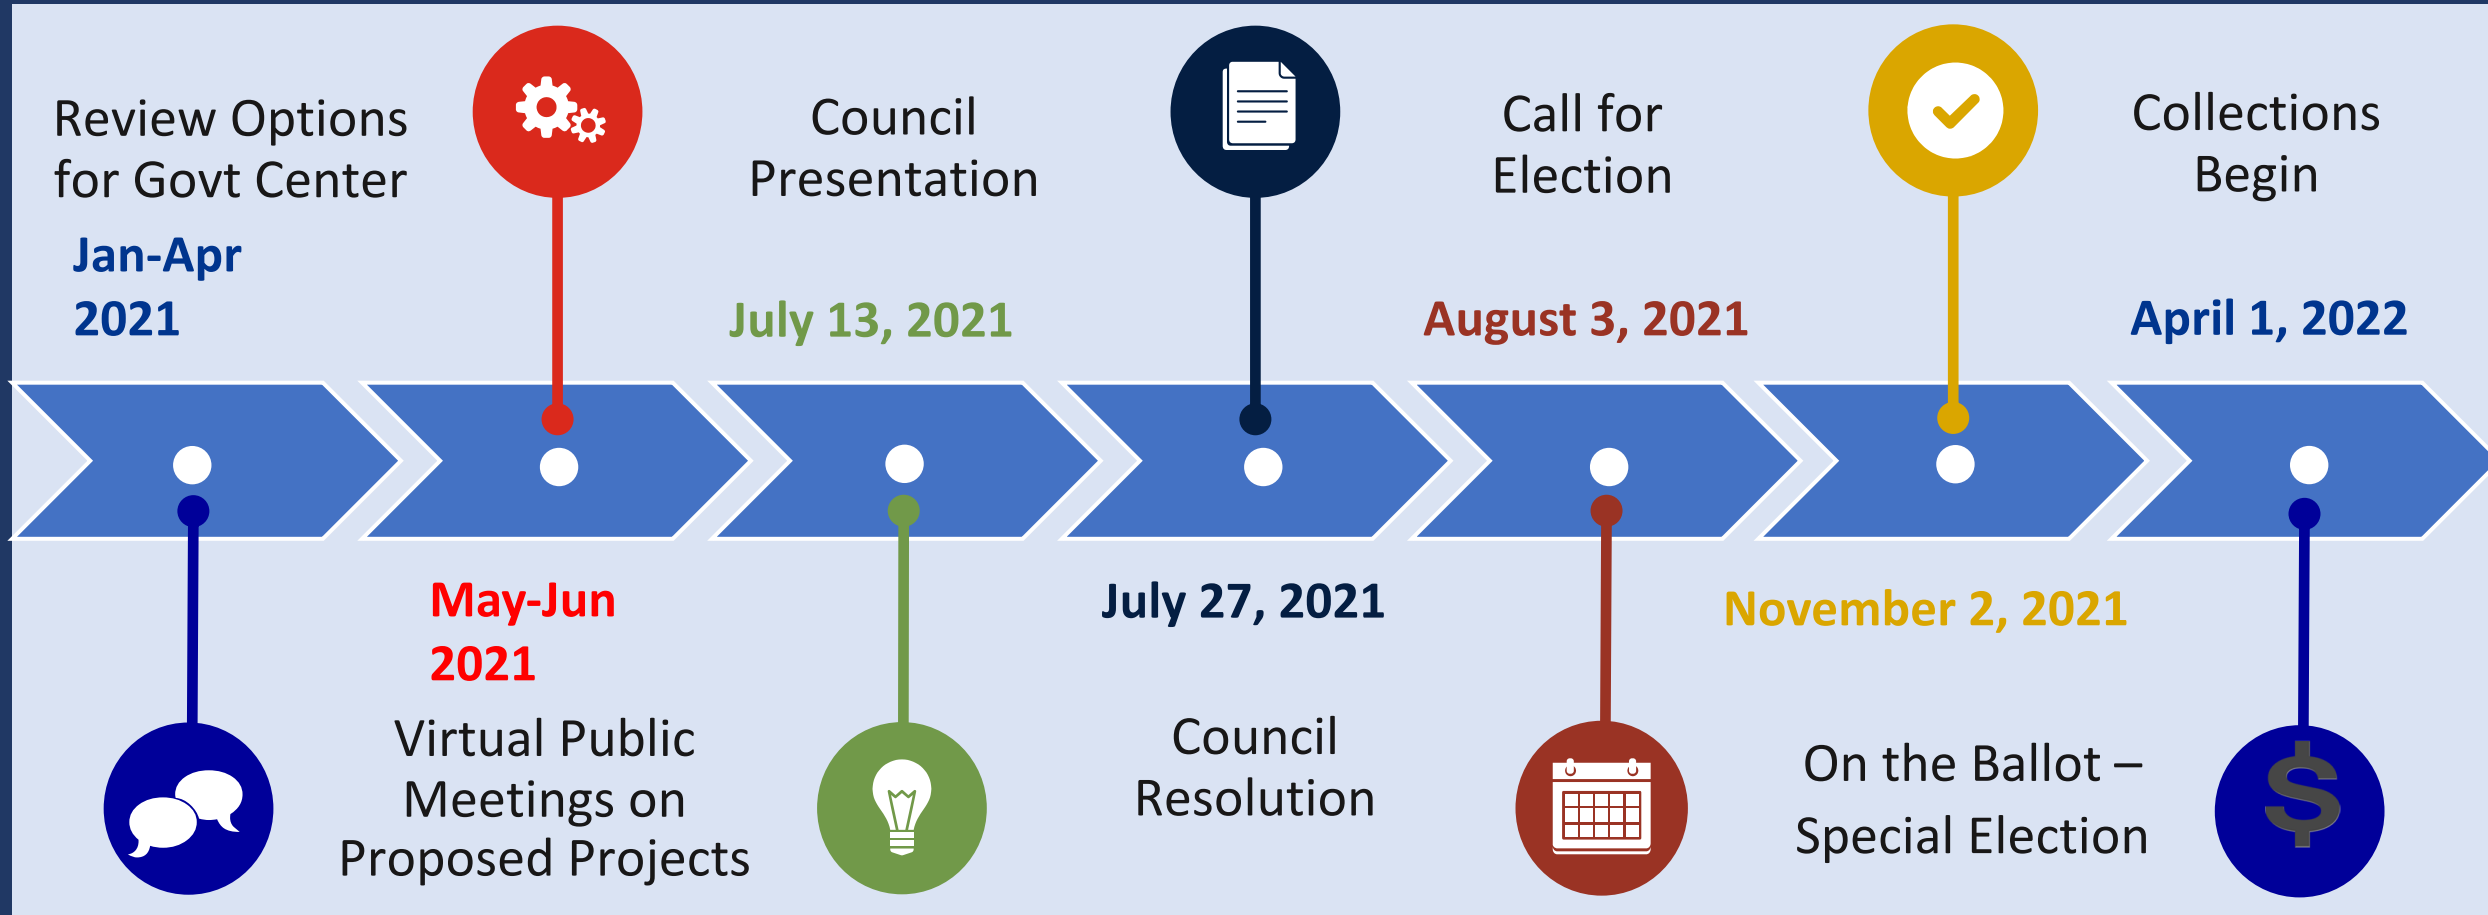 Review Options
for Govt Center
Jan-Apr
2021
May-Jun
2021
Virtual Public
Meetings on
Proposed Projects
Council
Presentation
July 13, 2021
July 27, 2021
Council
Resolution
Call for
Election
August 3, 2021
November 2, 2021
On the Ballot –
Special Election
Collections
Begin
April 1, 2022
$